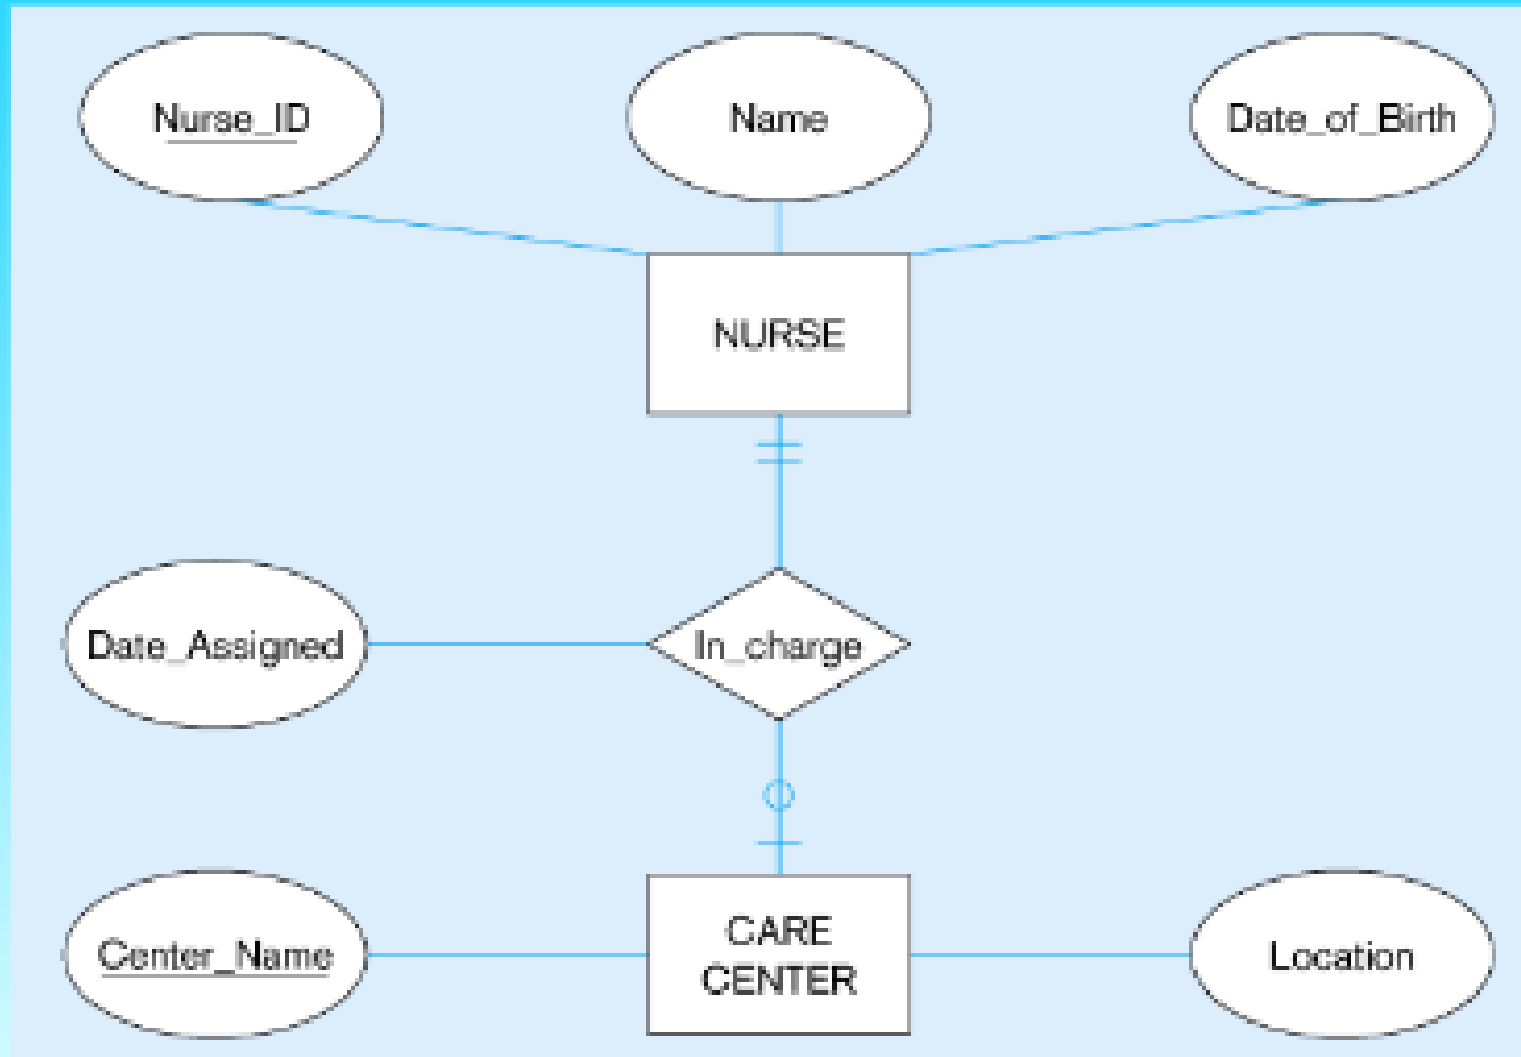 Nurse_ID
Name
Date_of_Birth
NURSE
Date_Assigned
In_charge
Center_Name
CARE
CENTER
Location